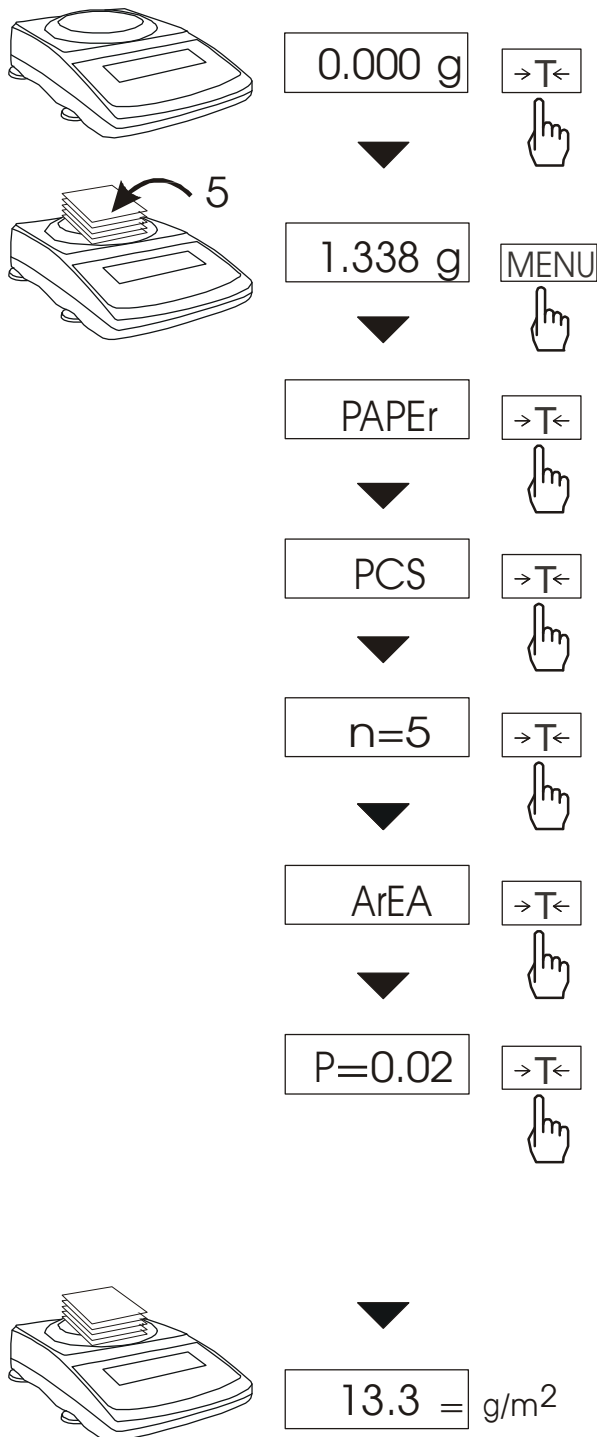 0.000 g →T←
5
1.338 g MENU
PAPEr →T←
PCS →T←
n=5 →T←
ArEA →T←
P=0.02 →T←
13.3 = g/m²